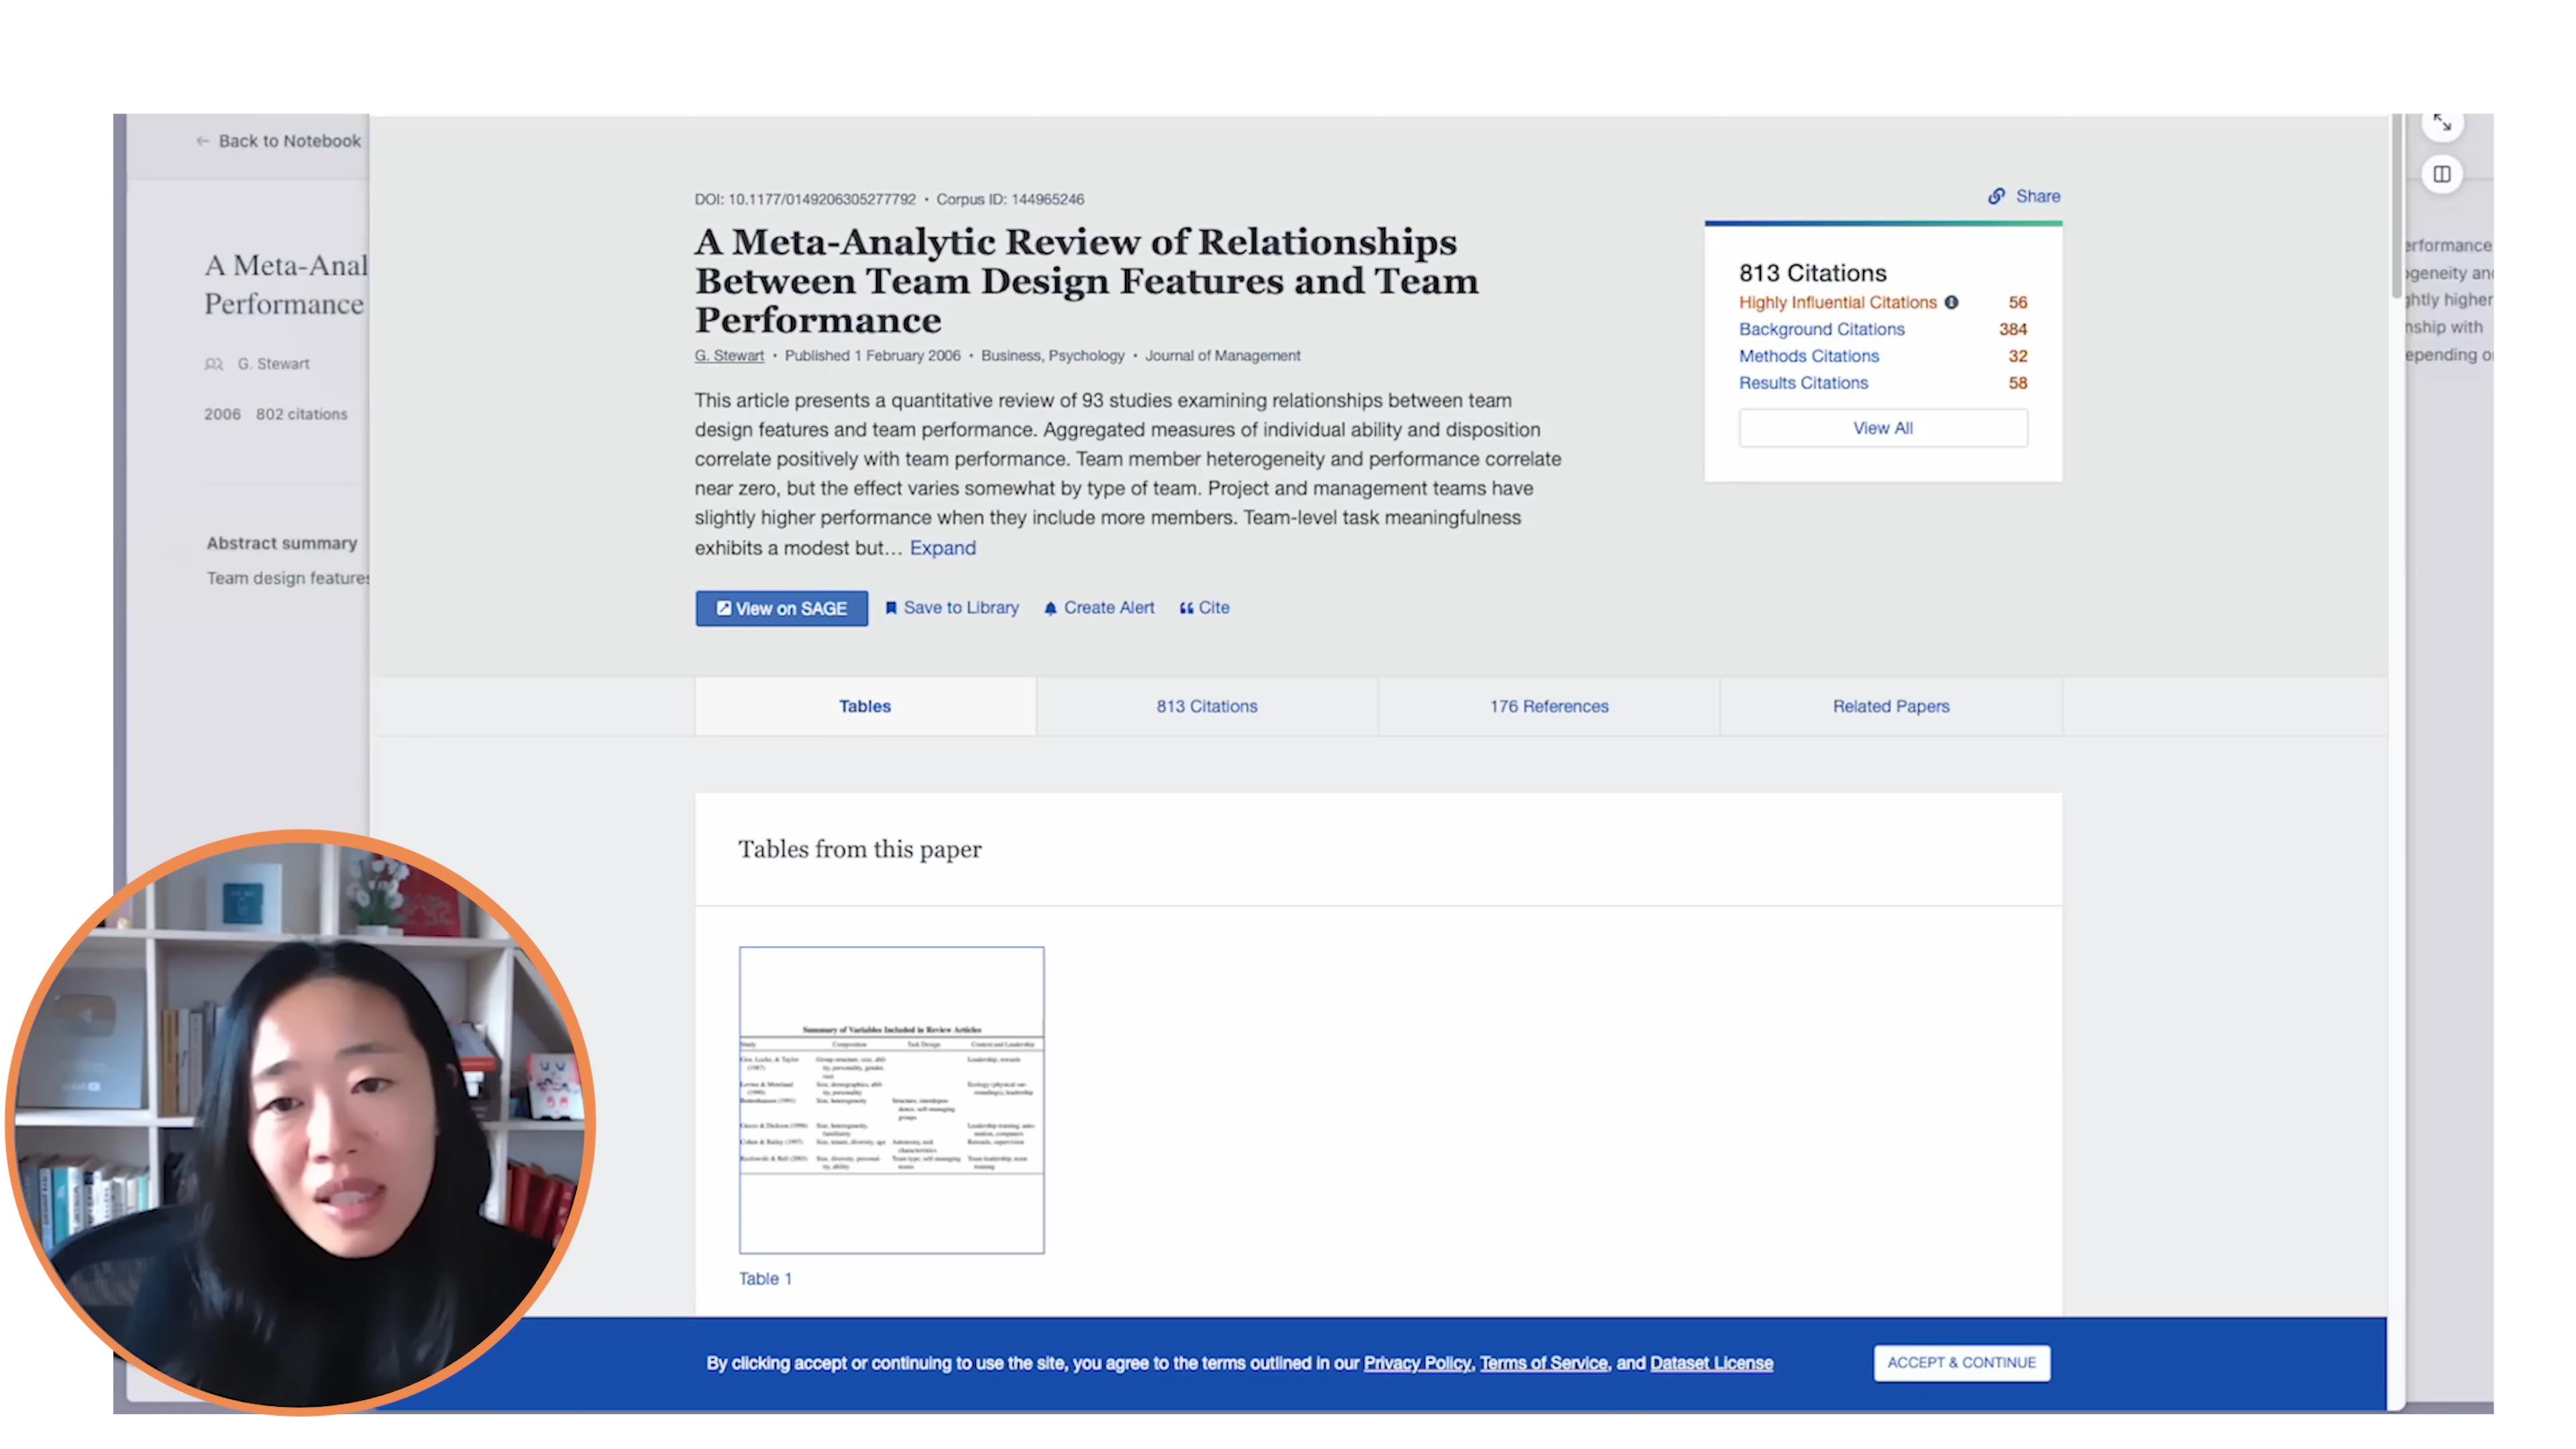 ← Back to Notebook
A Meta-Anal
Performance
G. Stewart
2006 802 citations
Abstract summary
Team design features
DOI: 10.1177/0149206305277792 • Corpus ID: 144965246
A Meta-Analytic Review of Relationships
Between Team Design Features and Team
Performance
G. Stewart • Published 1 February 2006 • Business, Psychology • Journal of Management
This article presents a quantitative review of 93 studies examining relationships between team
design features and team performance. Aggregated measures of individual ability and disposition
correlate positively with team performance. Team member heterogeneity and performance correlate
near zero, but the effect varies somewhat by type of team. Project and management teams have
slightly higher performance when they include more members. Team-level task meaningfulness
exhibits a modest but... Expand
View on SAGE Save to Library Create Alert Cite
Share
813 Citations
Highly Influential Citations 56
Background Citations 384
Methods Citations 32
Results Citations 58
View All
erformance
ogeneity and
ghtly higher
nship with
epending o
Tables 813 Citations 176 References Related Papers
Tables from this paper
Summary of Variables Included in Review Articles
Study Composition Task Design Context and Leadership
Table 1
By clicking accept or continuing to use the site, you agree to the terms outlined in our Privacy Policy, Terms of Service, and Dataset License
ACCEPT & CONTINUE